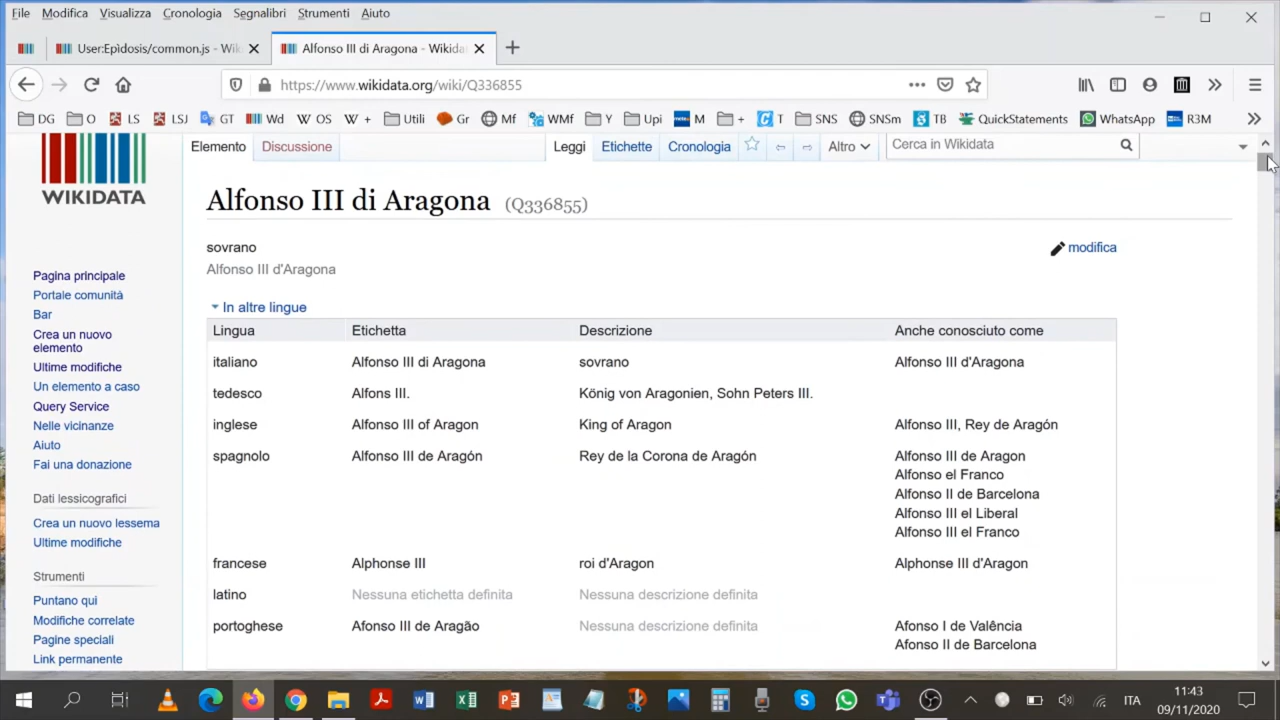 File Modifica Visualizza Cronologia Segnalibri Strumenti Aiuto
User:Epìdosis/common.js - Wiki
Alfonso III di Aragona - Wikidat
https://www.wikidata.org/wiki/Q336855
DG O LS LSJ GT Wd OS + Utili Gr Mf WMf Y Upi M + T SNS SNSm TB QuickStatements WhatsApp R3M
WIKIDATA
Elemento Discussione Leggi Etichette Cronologia Altro Cerca in Wikidata
Alfonso III di Aragona (Q336855)
sovrano modifica
Alfonso III d'Aragona
In altre lingue
Lingua Etichetta Descrizione Anche conosciuto come
italiano Alfonso III di Aragona sovrano Alfonso III d'Aragona
tedesco Alfons III. König von Aragonien, Sohn Peters III.
inglese Alfonso III of Aragon King of Aragon Alfonso III, Rey de Aragón
spagnolo Alfonso III de Aragón Rey de la Corona de Aragón Alfonso III de Aragon
Alfonso el Franco
Alfonso II de Barcelona
Alfonso III el Liberal
Alfonso III el Franco
francese Alphonse III roi d'Aragon Alphonse III d'Aragon
latino Nessuna etichetta definita Nessuna descrizione definita
portoghese Afonso III de Aragão Nessuna descrizione definita Afonso I de Valência
Afonso II de Barcelona
Pagina principale
Portale comunità
Bar
Crea un nuovo
elemento
Ultime modifiche
Un elemento a caso
Query Service
Nelle vicinanze
Aiuto
Fai una donazione
Dati lessicografici
Crea un nuovo lessema
Ultime modifiche
Strumenti
Puntano qui
Modifiche correlate
Pagine speciali
Link permanente
ITA
11:43
09/11/2020